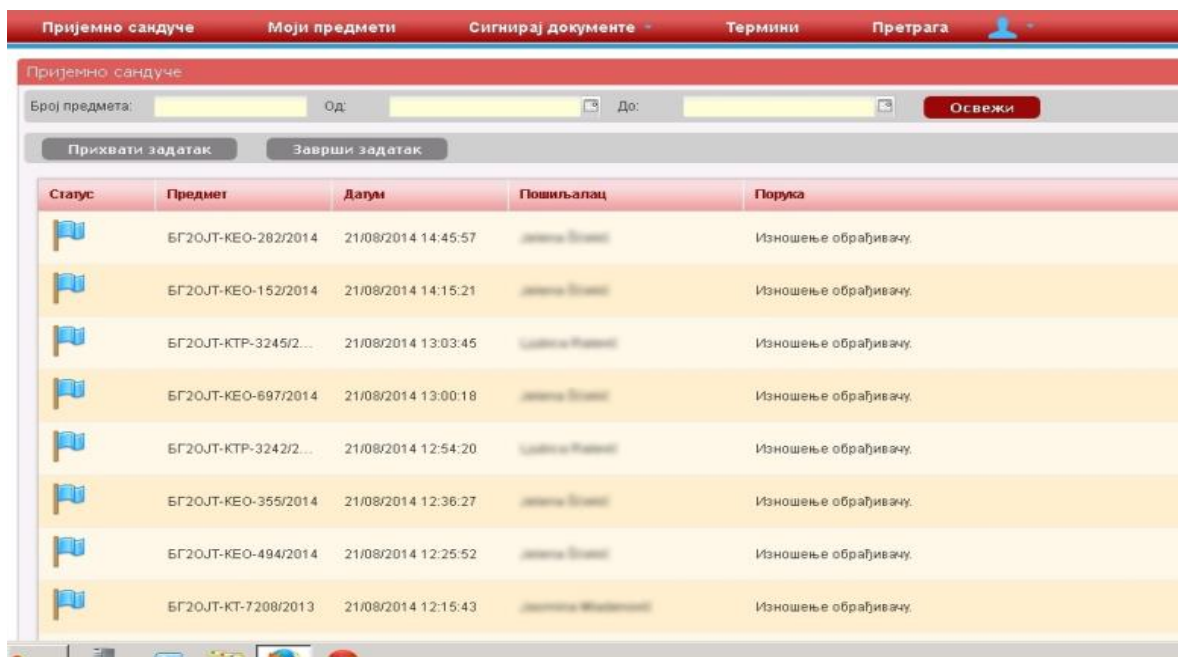 Пријемно сандуче Моји предмети Сигнирај документе Термини Претрага
Пријемно сандуче
Број предмета: Од: До: Освежи
Прихвати задатак Заврши задатак
Статус Предмет Датум Пошиљалац Порука
БГ2ОЈТ-КЕО-282/2014 21/08/2014 14:45:57 Изношење обрађивачу.
БГ2ОЈТ-КЕО-152/2014 21/08/2014 14:15:21 Изношење обрађивачу.
БГ2ОЈТ-КТР-3245/2... 21/08/2014 13:03:45 Изношење обрађивачу.
БГ2ОЈТ-КЕО-697/2014 21/08/2014 13:00:18 Изношење обрађивачу.
БГ2ОЈТ-КТР-3242/2... 21/08/2014 12:54:20 Изношење обрађивачу.
БГ2ОЈТ-КЕО-355/2014 21/08/2014 12:36:27 Изношење обрађивачу.
БГ2ОЈТ-КЕО-494/2014 21/08/2014 12:25:52 Изношење обрађивачу.
БГ2ОЈТ-КТ-7208/2013 21/08/2014 12:15:43 Изношење обрађивачу.